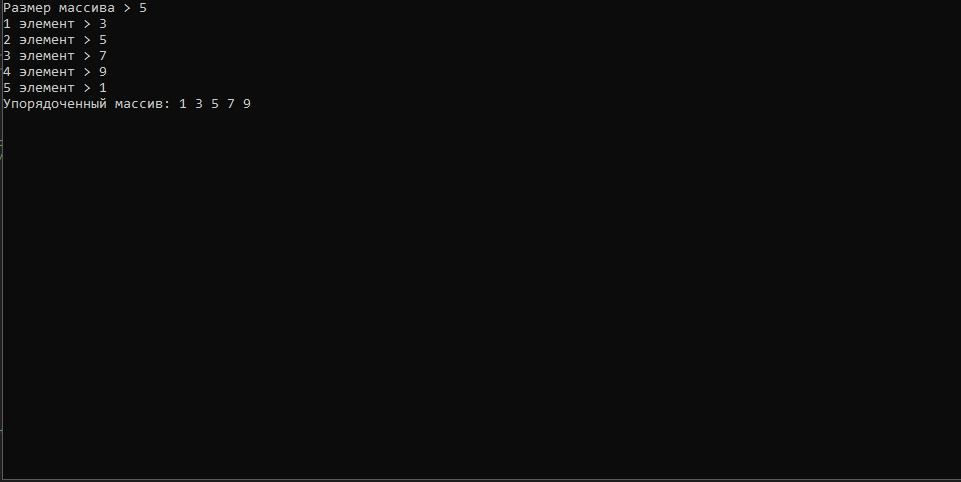 Размер массива > 5
1 элемент > 3
2 элемент > 5
3 элемент > 7
4 элемент > 9
5 элемент > 1
Упорядоченный массив: 1 3 5 7 9